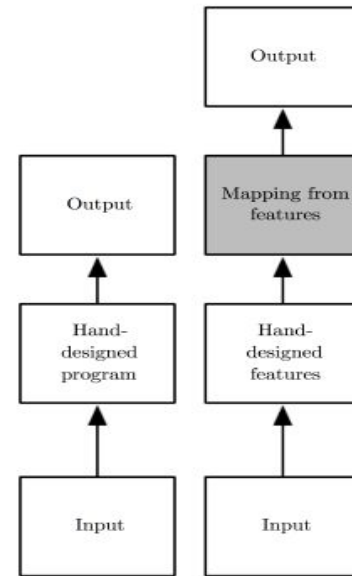 Output
Mapping from
features
Output
Hand-
designed
program
Hand-
designed
features
Input
Input